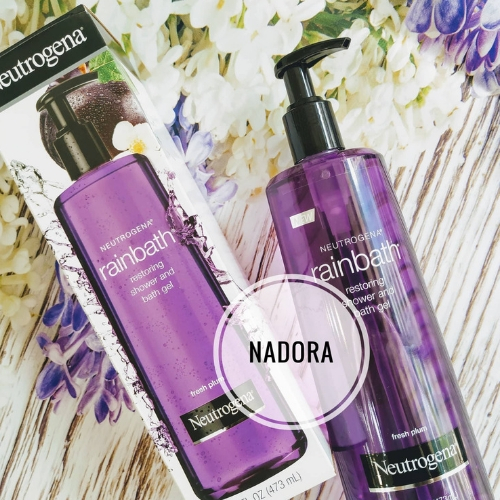 Neutrogena®
NEUTROGENA®
rainbath
restoring
shower and
bath gel
fresh plum
Neutrogena
OZ (473 mL)
NEUTROGENA®
rainbath
restoring
shower and
bath gel
fresh plum
Neutrogena®
NADORA